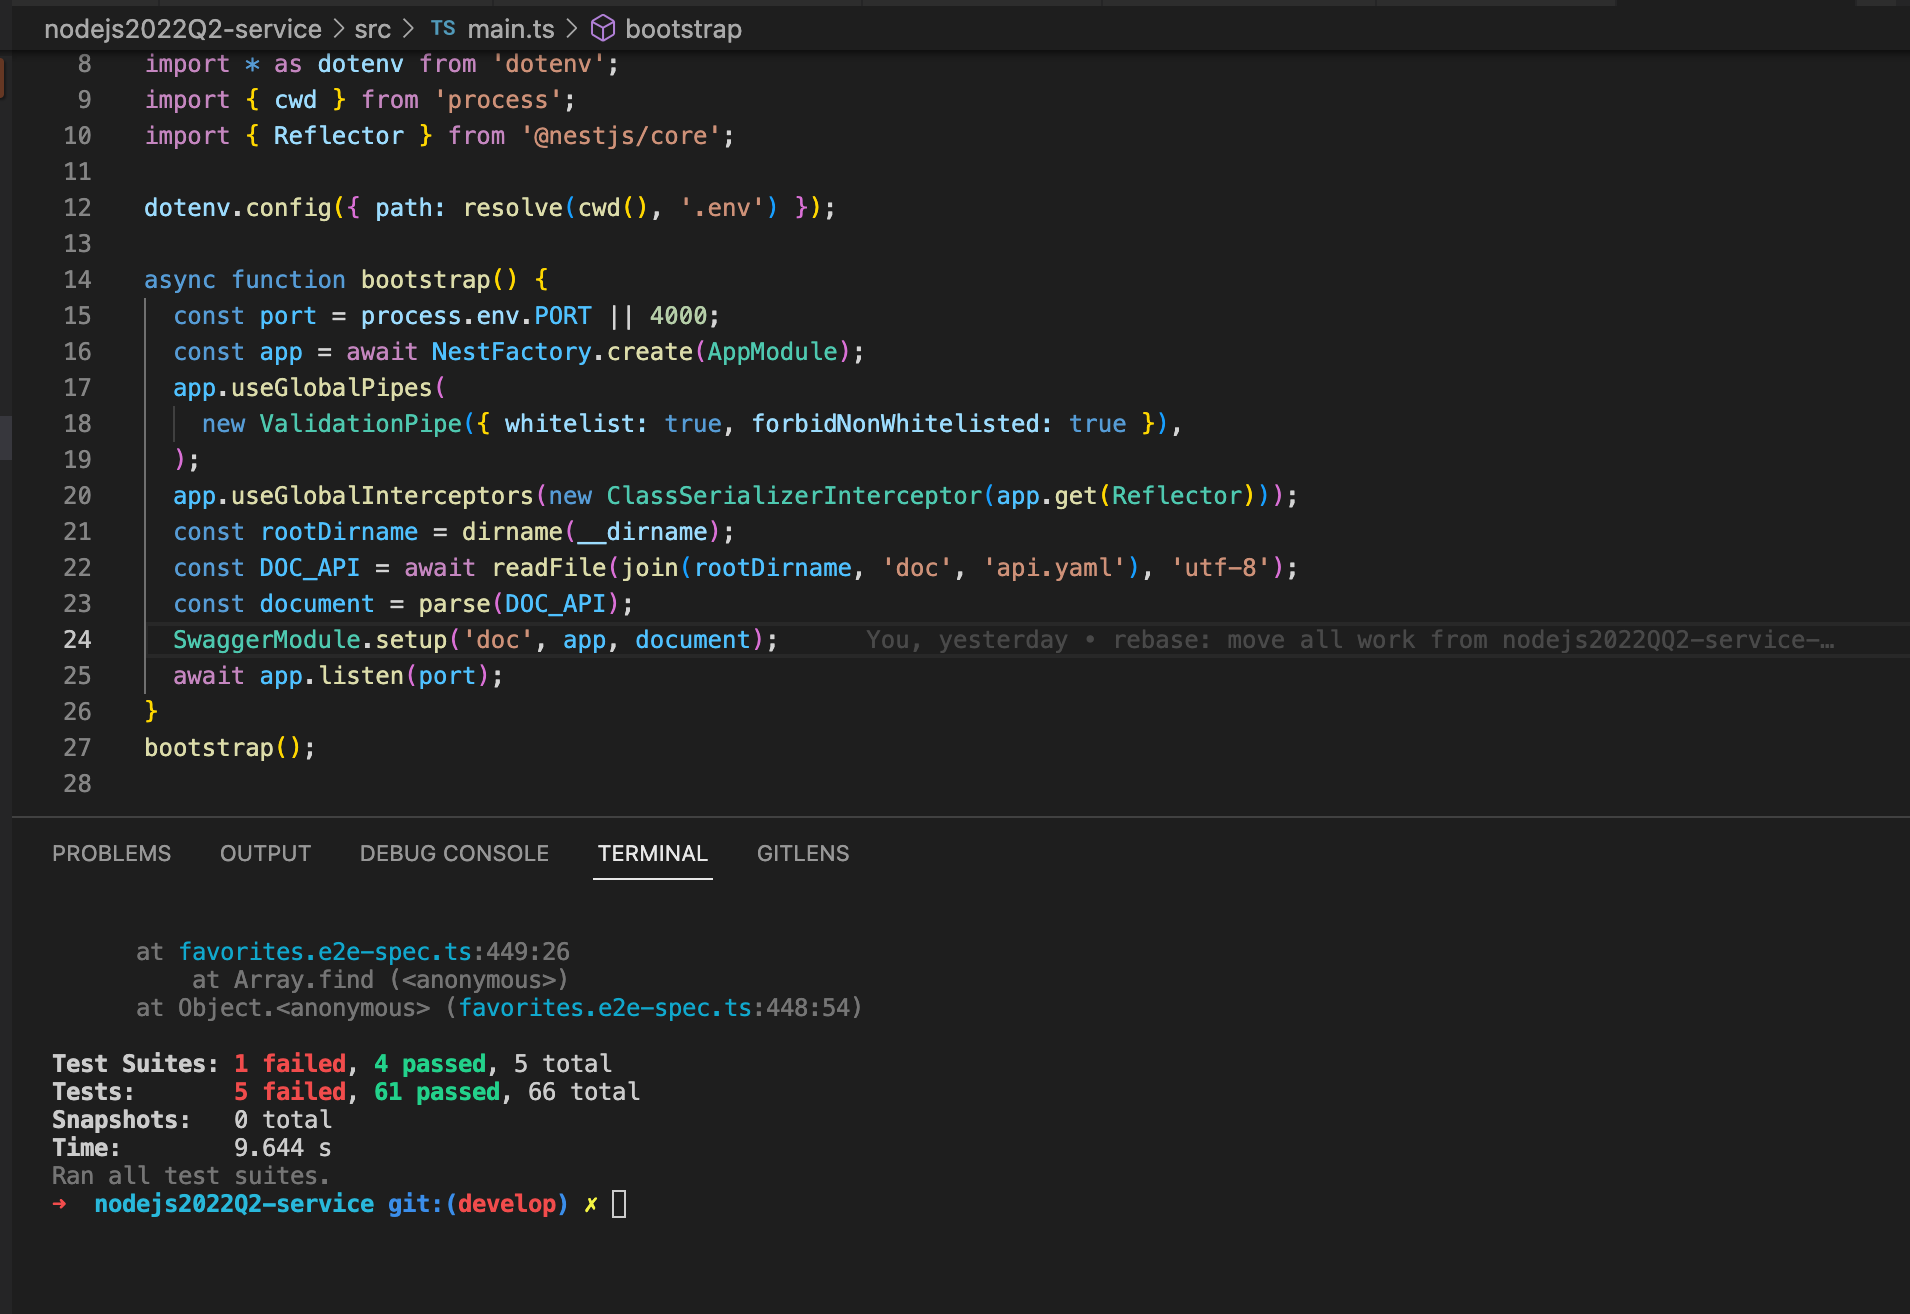 nodejs2022Q2-service > src > TS main.ts > bootstrap
8 import * as dotenv from 'dotenv';
9 import { cwd } from 'process';
10 import { Reflector } from '@nestjs/core';
11
12 dotenv.config({ path: resolve(cwd(), '.env') });
13
14 async function bootstrap() {
15 const port = process.env.PORT || 4000;
16 const app = await NestFactory.create(AppModule);
17 app.useGlobalPipes(
18 new ValidationPipe({ whitelist: true, forbidNonWhitelisted: true }),
19 );
20 app.useGlobalInterceptors(new ClassSerializerInterceptor(app.get(Reflector)));
21 const rootDirname = dirname(__dirname);
22 const DOC_API = await readFile(join(rootDirname, 'doc', 'api.yaml'), 'utf-8');
23 const document = parse(DOC_API);
24 SwaggerModule.setup('doc', app, document); You, yesterday • rebase: move all work from nodejs2022QQ2-service-…
25 await app.listen(port);
26 }
27 bootstrap();
28
PROBLEMS OUTPUT DEBUG CONSOLE TERMINAL GITLENS
at favorites.e2e-spec.ts:449:26
at Array.find (<anonymous>)
at Object.<anonymous> (favorites.e2e-spec.ts:448:54)
Test Suites: 1 failed, 4 passed, 5 total
Tests: 5 failed, 61 passed, 66 total
Snapshots: 0 total
Time: 9.644 s
Ran all test suites.
➜ nodejs2022Q2-service git:(develop) ✗